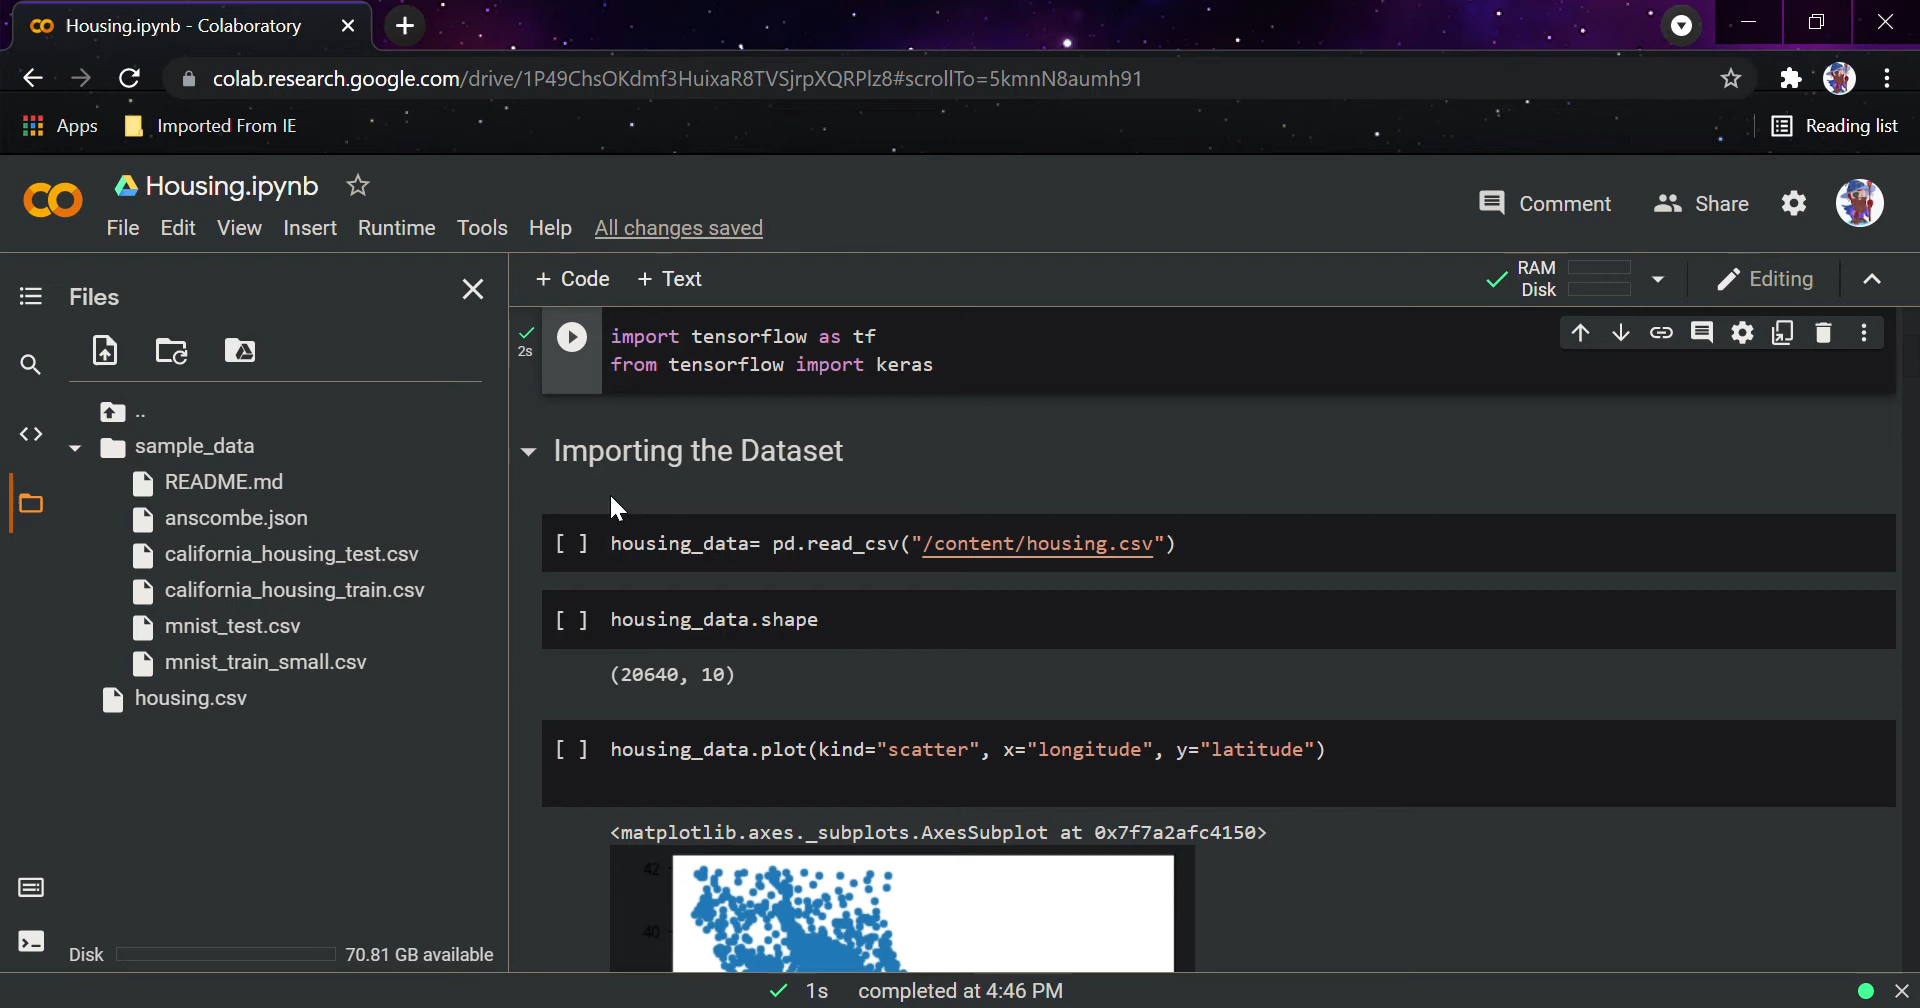 Housing.ipynb - Colaboratory
colab.research.google.com/drive/1P49ChsOKdmf3HuixaR8TVSjrpXQRPlz8#scrollTo=5kmnN8aumh91
Apps
Imported From IE
Reading list
Housing.ipynb
File Edit View Insert Runtime Tools Help All changes saved
Comment
Share
Files
+ Code + Text
RAM
Disk
Editing
2s
import tensorflow as tf
from tensorflow import keras
..
sample_data
README.md
anscombe.json
california_housing_test.csv
california_housing_train.csv
mnist_test.csv
mnist_train_small.csv
housing.csv
Importing the Dataset
[ ] housing_data= pd.read_csv("/content/housing.csv")
[ ] housing_data.shape
(20640, 10)
[ ] housing_data.plot(kind="scatter", x="longitude", y="latitude")
<matplotlib.axes._subplots.AxesSubplot at 0x7f7a2afc4150>
42
40
Disk 70.81 GB available
1s completed at 4:46 PM